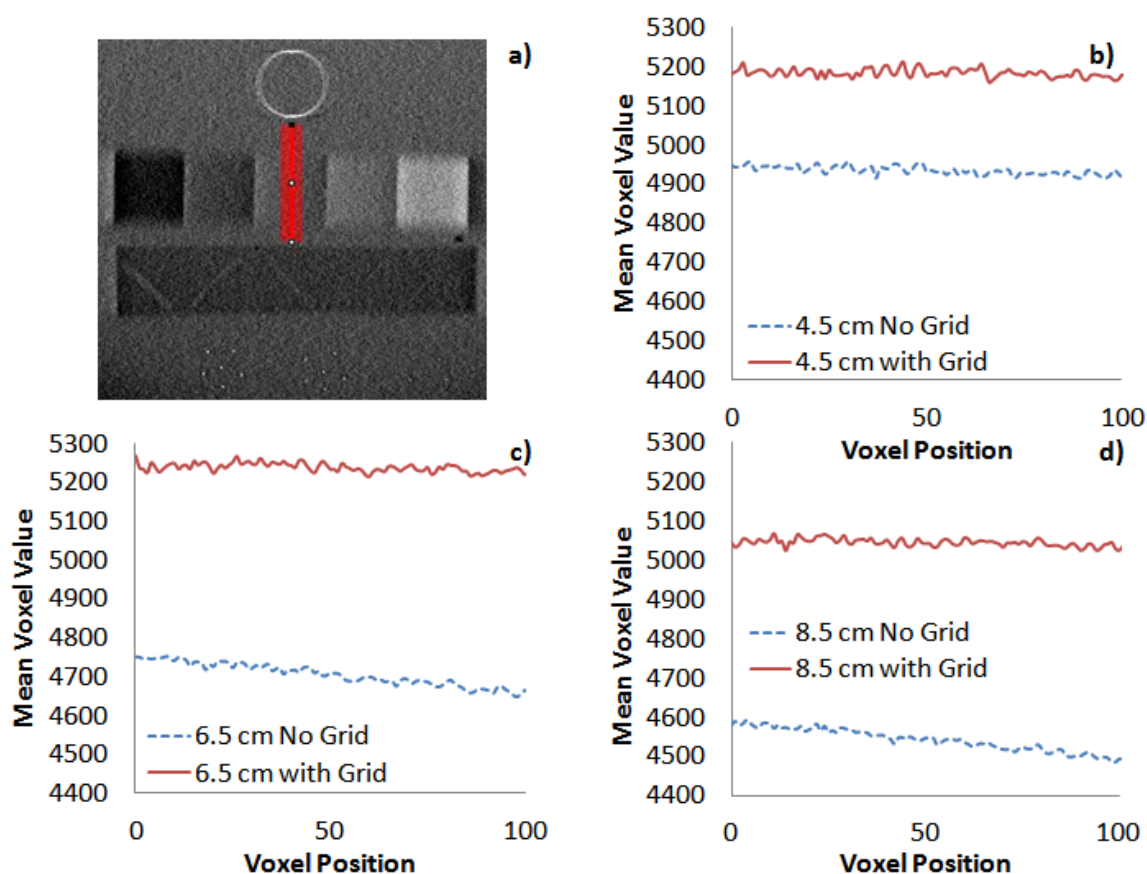 a)
b)
5300
5200
5100
5000
4900
4800
4700
4600
4500
4400
Mean Voxel Value
4.5 cm No Grid
4.5 cm with Grid
0
50
100
Voxel Position
c)
5300
5200
5100
5000
4900
4800
4700
4600
4500
4400
Mean Voxel Value
6.5 cm No Grid
6.5 cm with Grid
0
50
100
Voxel Position
d)
5300
5200
5100
5000
4900
4800
4700
4600
4500
4400
Mean Voxel Value
8.5 cm No Grid
8.5 cm with Grid
0
50
100
Voxel Position